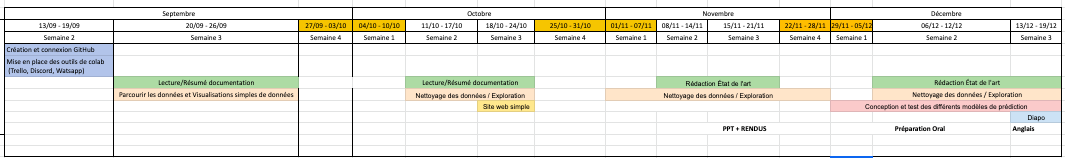 Septembre Octobre Novembre Décembre
13/09 - 19/09 20/09 - 26/09 27/09 - 03/10 04/10 - 10/10 11/10 - 17/10 18/10 - 24/10 25/10 - 31/10 01/11 - 07/11 08/11 - 14/11 15/11 - 21/11 22/11 - 28/11 29/11 - 05/12 06/12 - 12/12 13/12 - 19/12
Semaine 2 Semaine 3 Semaine 4 Semaine 1 Semaine 2 Semaine 3 Semaine 4 Semaine 1 Semaine 2 Semaine 3 Semaine 4 Semaine 1 Semaine 2 Semaine 3
Création et connexion GitHub
Mise en place des outils de colab
(Trello, Discord, Watsapp)
Lecture/Résumé documentation Lecture/Résumé documentation Rédaction État de l'art Rédaction État de l'art
Parcourir les données et Visualisations simples de données Nettoyage des données / Exploration Nettoyage des données / Exploration Nettoyage des données / Exploration
Site web simple Conception et test des différents modèles de prédiction
Diapo
PPT + RENDUS Préparation Oral Anglais